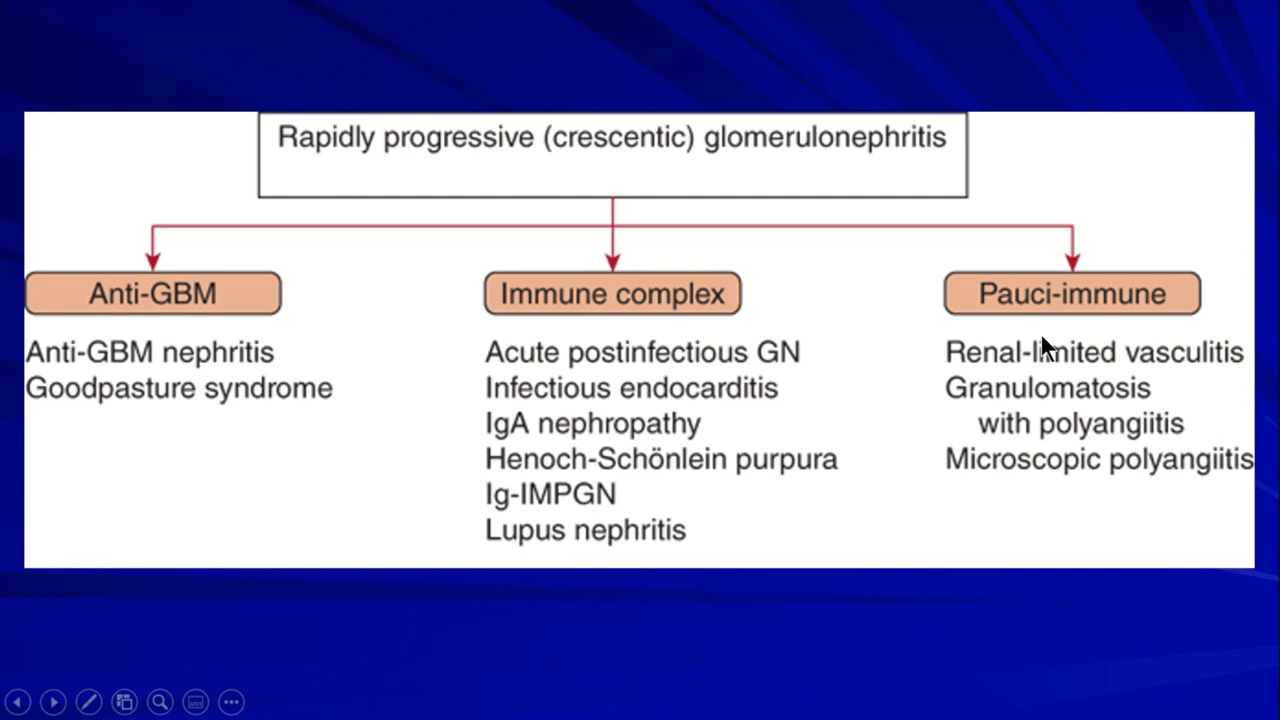 Rapidly progressive (crescentic) glomerulonephritis
Anti-GBM
Anti-GBM nephritis
Goodpasture syndrome
Immune complex
Acute postinfectious GN
Infectious endocarditis
IgA nephropathy
Henoch-Schönlein purpura
Ig-IMPGN
Lupus nephritis
Pauci-immune
Renal-limited vasculitis
Granulomatosis
with polyangiitis
Microscopic polyangiitis